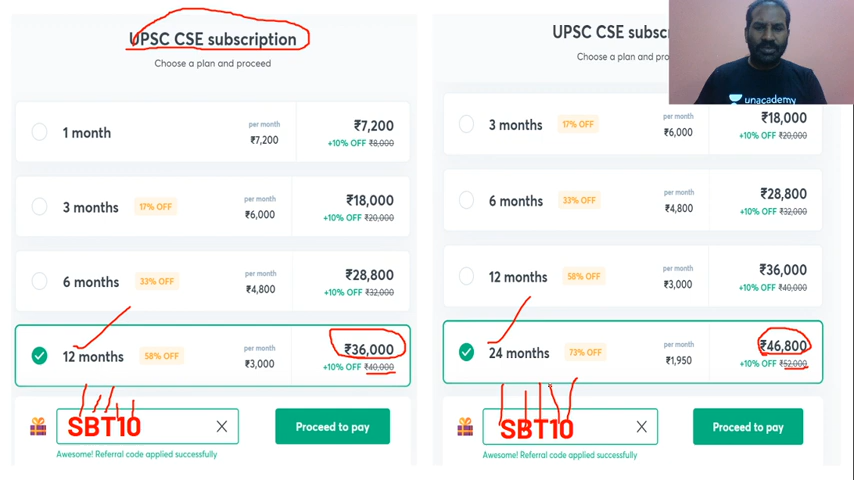 UPSC CSE subscription
Choose a plan and proceed
1 month
per month
₹7,200
₹7,200
+10% OFF ₹8,000
3 months
17% OFF
per month
₹6,000
₹18,000
+10% OFF ₹20,000
6 months
33% OFF
per month
₹4,800
₹28,800
+10% OFF ₹32,000
12 months
58% OFF
per month
₹3,000
₹36,000
+10% OFF ₹40,000
SBT10
X
Proceed to pay
Awesome! Referral code applied successfully
UPSC CSE
Choose a plan and
unacademy
3 months
17% OFF
per month
₹6,000
₹18,000
+10% OFF ₹20,000
6 months
33% OFF
per month
₹4,800
₹28,800
+10% OFF ₹32,000
12 months
58% OFF
per month
₹3,000
₹36,000
+10% OFF ₹40,000
24 months
73% OFF
per month
₹1,950
₹46,800
+10% OFF ₹52,000
SBT10
X
Proceed to pay
Awesome! Referral code applied successfully